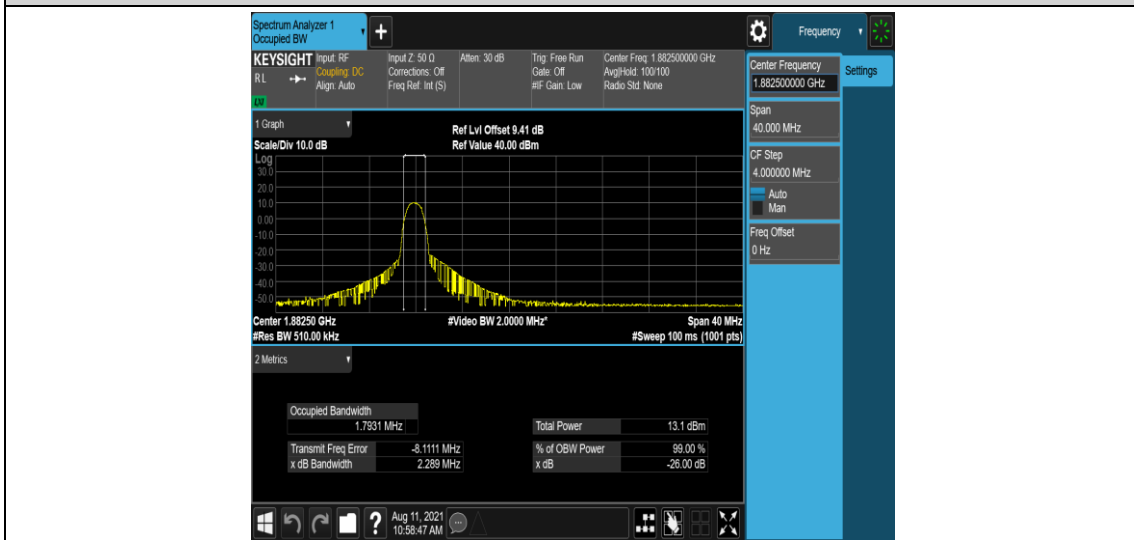 Spectrum Analyzer 1
Occupied BW
+
Frequency
KEYSIGHT
RL
Input: RF
Coupling: DC
Align: Auto
Input Z: 50 Ω
Corrections: Off
Freq Ref: Int (S)
Atten: 30 dB
Trig: Free Run
Gate: Off
#IF Gain: Low
Center Freq: 1.882500000 GHz
Avg|Hold: 100/100
Radio Std: None
Center Frequency
1.882500000 GHz
Settings
Span
40.000 MHz
CF Step
4.000000 MHz
Auto
Man
Freq Offset
0 Hz
1 Graph
Scale/Div 10.0 dB
Ref Lvl Offset 9.41 dB
Ref Value 40.00 dBm
Log
30.0
20.0
10.0
0.00
-10.0
-20.0
-30.0
-40.0
-50.0
Center 1.88250 GHz
#Video BW 2.0000 MHz*
Span 40 MHz
#Res BW 510.00 kHz
#Sweep 100 ms (1001 pts)
2 Metrics
Occupied Bandwidth
1.7931 MHz
Total Power 13.1 dBm
Transmit Freq Error -8.1111 MHz
% of OBW Power 99.00 %
x dB Bandwidth 2.289 MHz
x dB -26.00 dB
?
Aug 11, 2021
10:58:47 AM